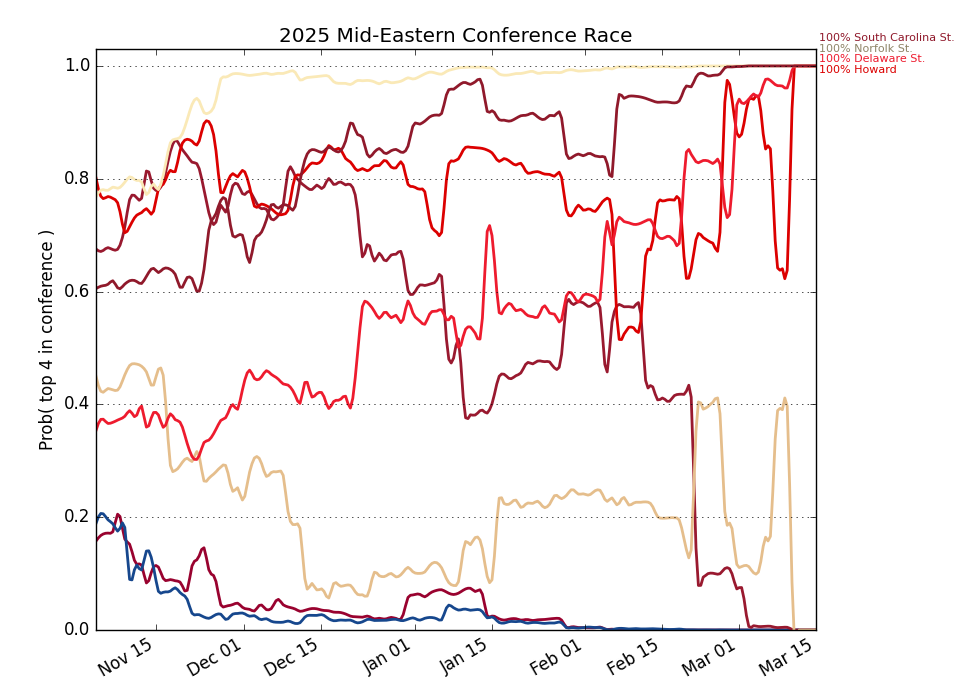 2025 Mid-Eastern Conference Race
100% South Carolina St.
100% Norfolk St.
100% Delaware St.
100% Howard
Prob( top 4 in conference )
1.0
0.8
0.6
0.4
0.2
0.0
Nov 15
Dec 01
Dec 15
Jan 01
Jan 15
Feb 01
Feb 15
Mar 01
Mar 15